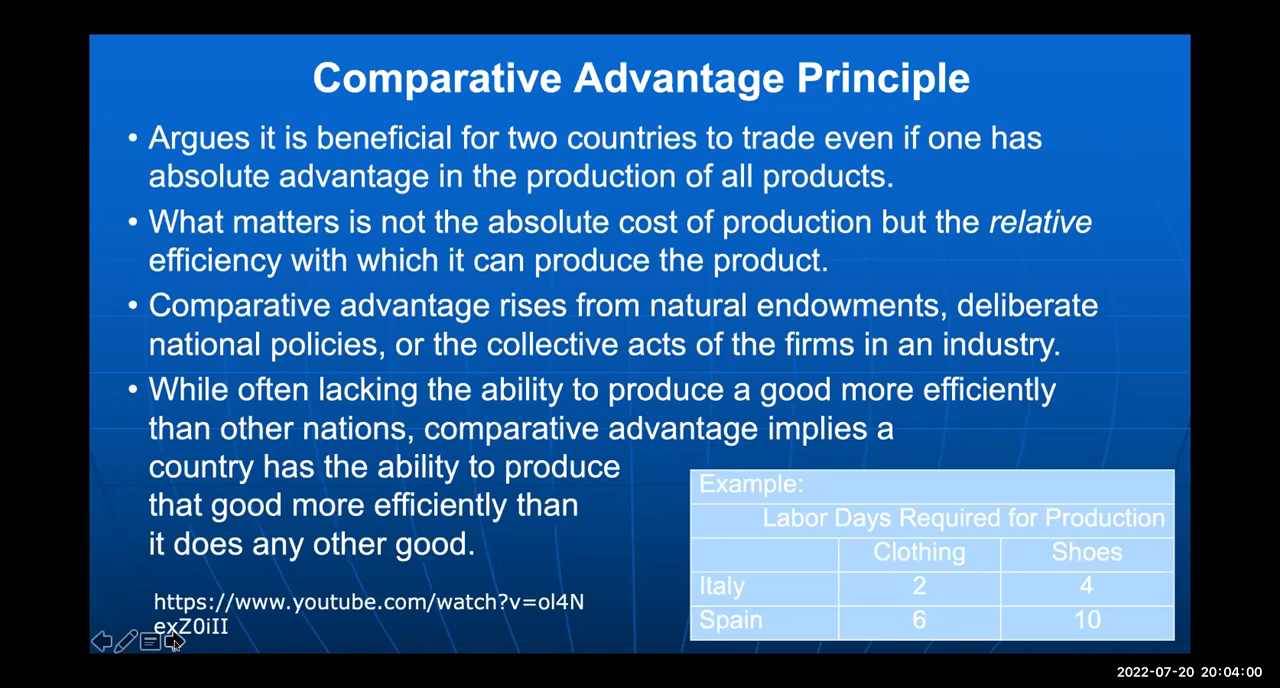 Comparative Advantage Principle
• Argues it is beneficial for two countries to trade even if one has
absolute advantage in the production of all products.
• What matters is not the absolute cost of production but the relative
efficiency with which it can produce the product.
• Comparative advantage rises from natural endowments, deliberate
national policies, or the collective acts of the firms in an industry.
• While often lacking the ability to produce a good more efficiently
than other nations, comparative advantage implies a
country has the ability to produce
that good more efficiently than
it does any other good.
https://www.youtube.com/watch?v=ol4N
exZ0iII
Example:
Labor Days Required for Production
Clothing Shoes
Italy 2 4
Spain 6 10
2022-07-20 20:04:00